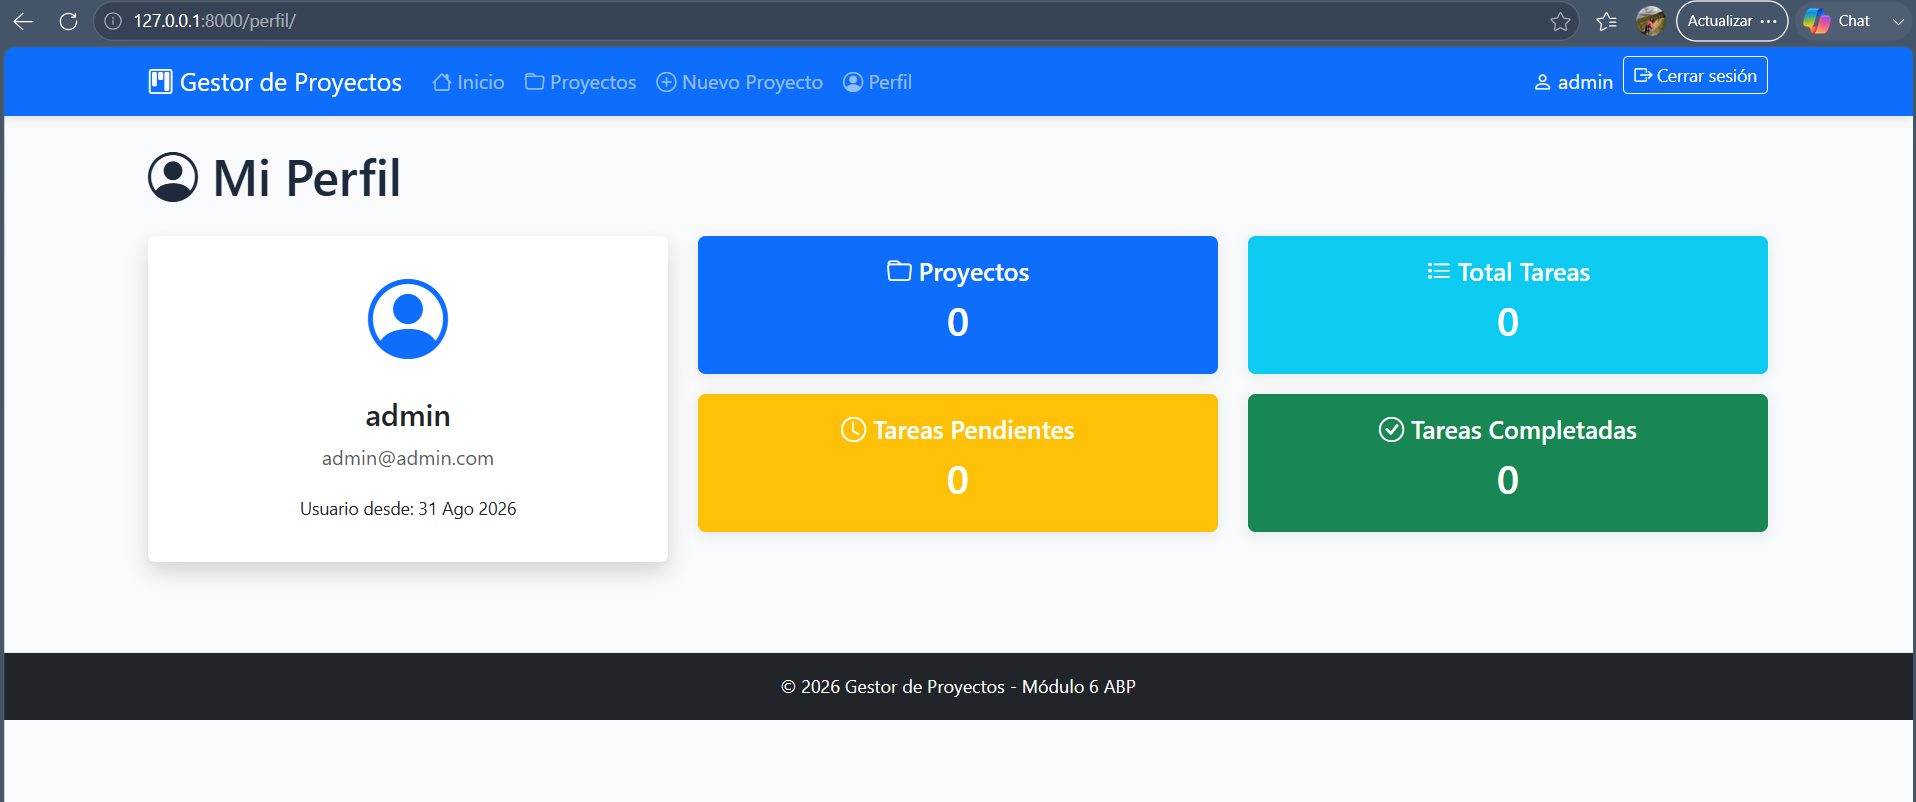 127.0.0.1:8000/perfil/
Actualizar
Chat
Gestor de Proyectos
Inicio
Proyectos
Nuevo Proyecto
Perfil
admin
Cerrar sesión
Mi Perfil
admin
admin@admin.com
Usuario desde: 31 Ago 2026
Proyectos
0
Total Tareas
0
Tareas Pendientes
0
Tareas Completadas
0
© 2026 Gestor de Proyectos - Módulo 6 ABP